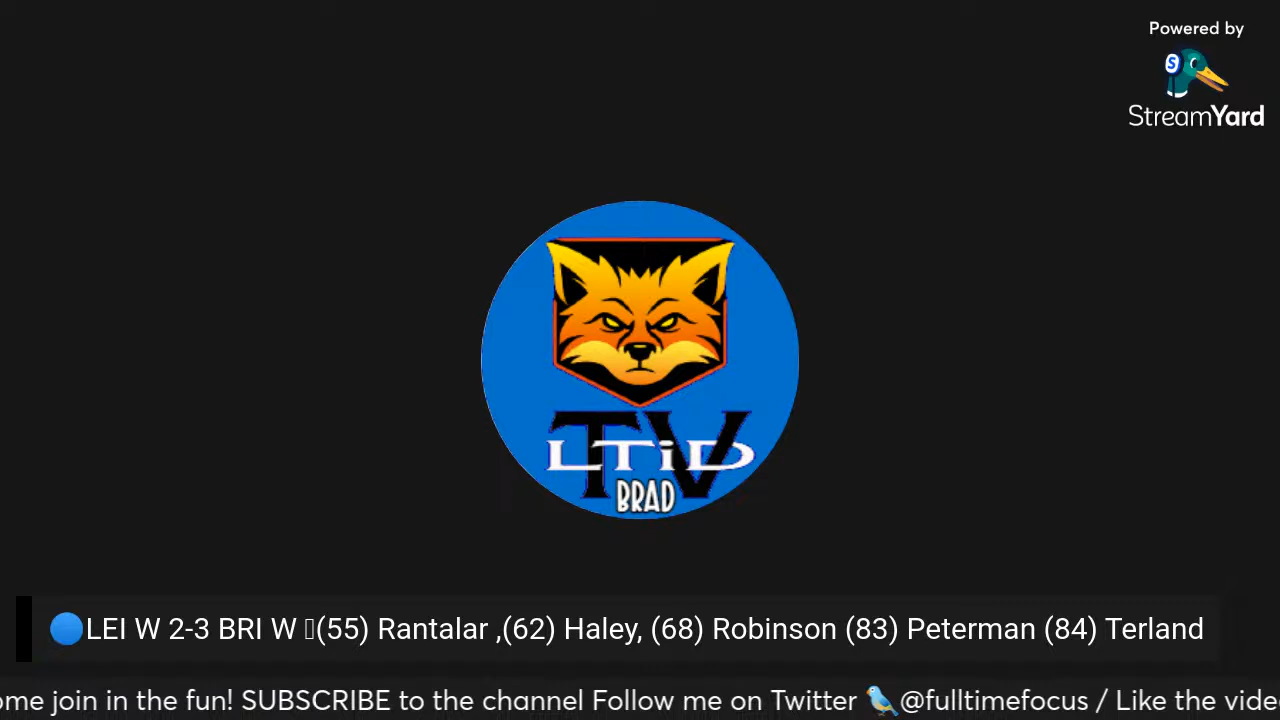 Powered by
StreamYard
TV
LTiD
BRAD
🔵LEI W 2-3 BRI W (55) Rantalar ,(62) Haley, (68) Robinson (83) Peterman (84) Terland
ome join in the fun! SUBSCRIBE to the channel Follow me on Twitter 🐦@fulltimefocus / Like the vide